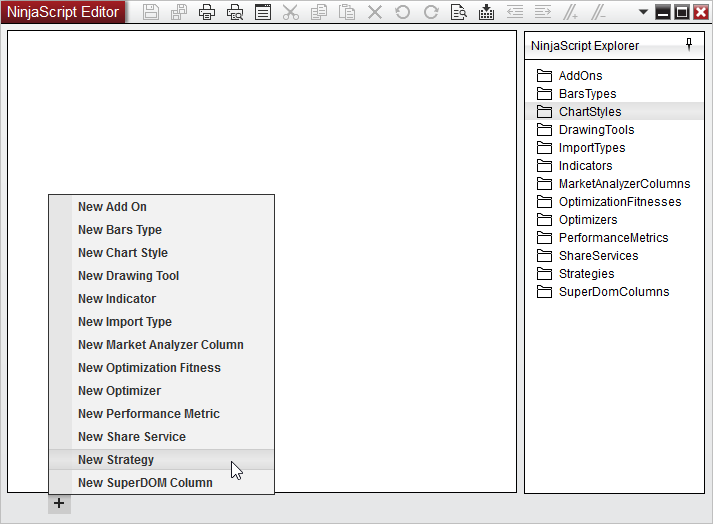 NinjaScript Editor
NinjaScript Explorer
AddOns
BarsTypes
ChartStyles
DrawingTools
ImportTypes
Indicators
MarketAnalyzerColumns
OptimizationFitnesses
Optimizers
PerformanceMetrics
ShareServices
Strategies
SuperDomColumns
New Add On
New Bars Type
New Chart Style
New Drawing Tool
New Indicator
New Import Type
New Market Analyzer Column
New Optimization Fitness
New Optimizer
New Performance Metric
New Share Service
New Strategy
New SuperDOM Column
+